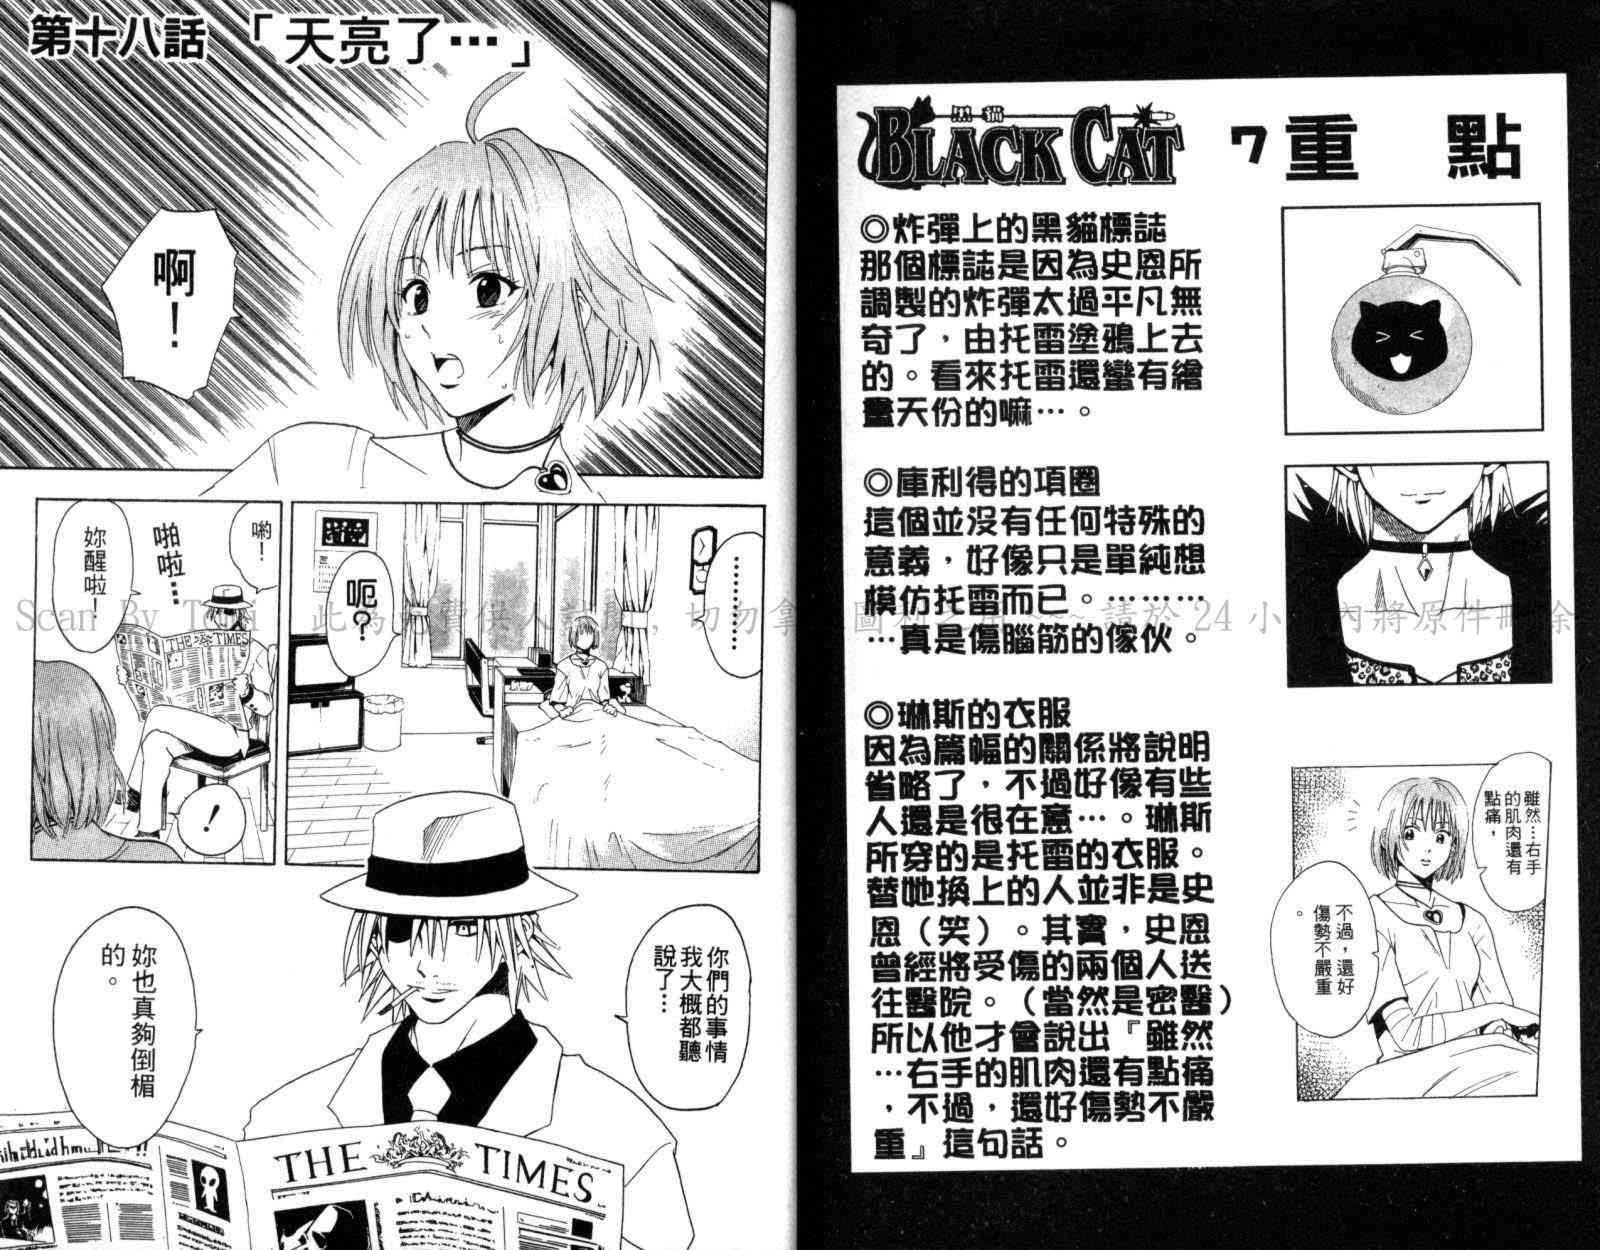 黑貓
BLACK CAT
7 重 點
◎炸彈上的黑貓標誌
那個標誌是因為史恩所
調製的炸彈太過平凡無
奇了，由托雷塗鴉上去
的。看來托雷還蠻有繪
畫天份的嘛…。
◎庫利得的項圈
這個並沒有任何特殊的
意義，好像只是單純想
模仿托雷而已。………
…真是傷腦筋的傢伙。
◎琳斯的衣服
因為篇幅的關係將說明
省略了，不過好像有些
人還是很在意…。琳斯
所穿的是托雷的衣服。
替她換上的人並非是史
恩（笑）。其實，史恩
曾經將受傷的兩個人送
往醫院。（當然是密醫）
所以他才會說出『雖然
…右手的肌肉還有點痛
，不過，還好傷勢不嚴
重』這句話。
雖然…右手
的肌肉還有
點痛，
不過，還好
傷勢不嚴重
。
第十八話 「天亮了…」
啊！
………
呃？
喲！
啪啦…
妳醒啦！
THE TIMES
！
你們的事情
我大概都聽
說了…
妳也真夠倒楣
的。
THE TIMES
Scan By
24